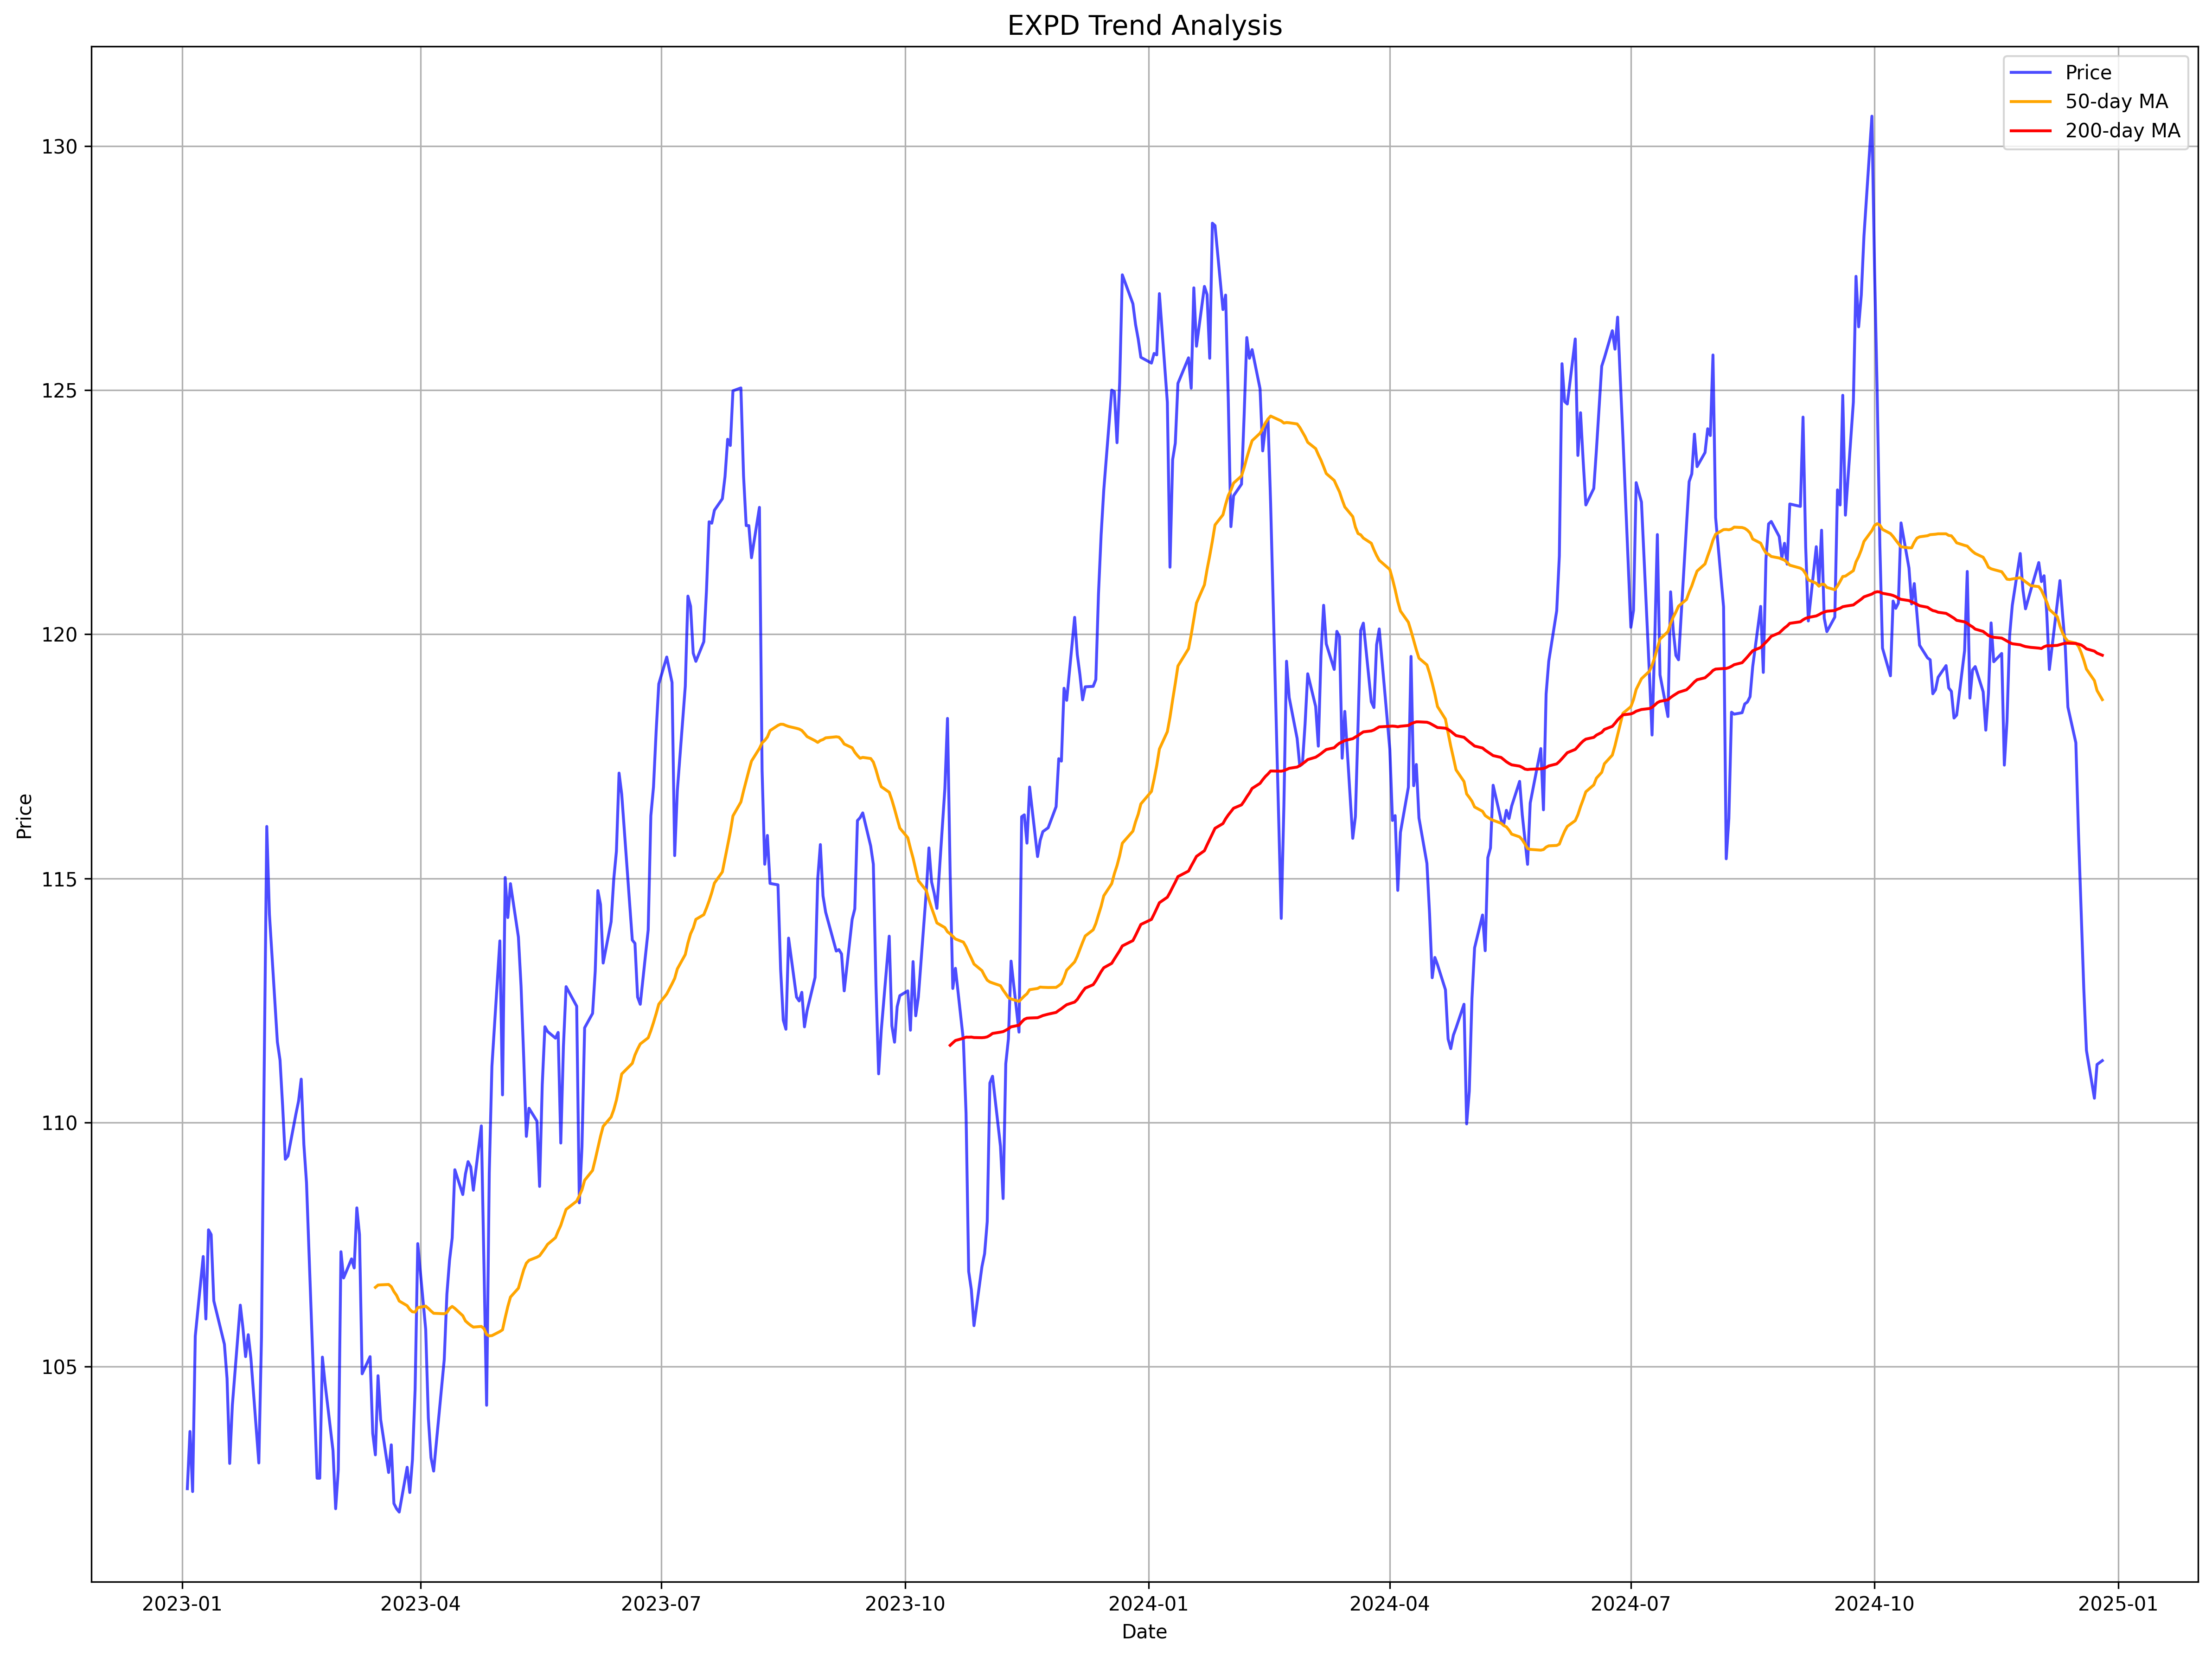 EXPD Trend Analysis
Price
50-day MA
200-day MA
130
125
120
115
110
105
Price
2023-01
2023-04
2023-07
2023-10
2024-01
2024-04
2024-07
2024-10
2025-01
Date